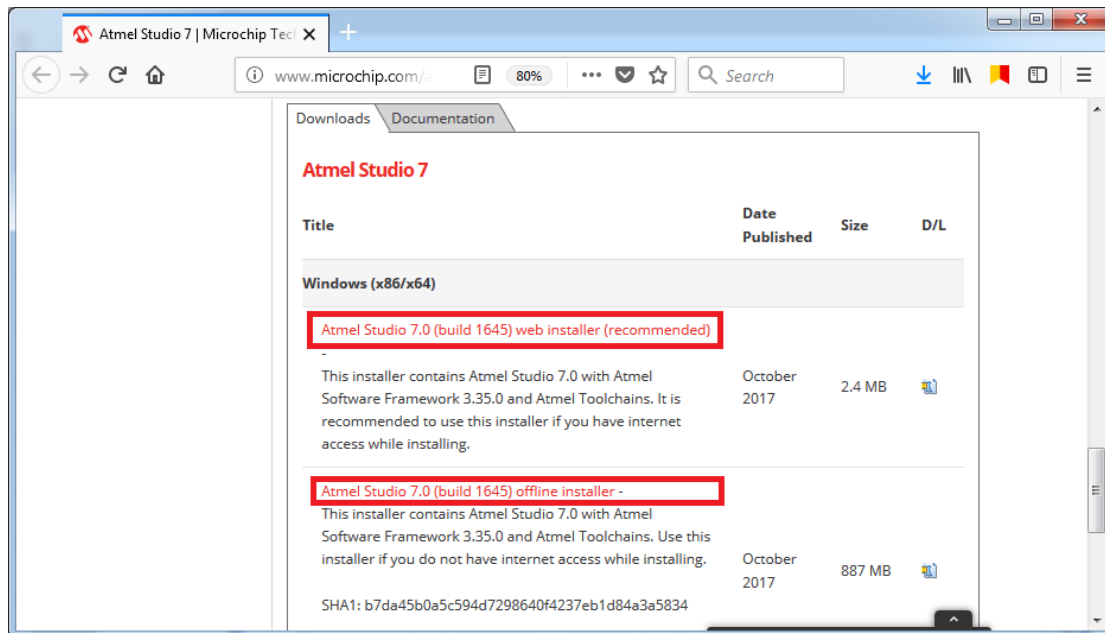 Atmel Studio 7 | Microchip Tec
www.microchip.com/a
80%
Search
Downloads
Documentation
Atmel Studio 7
Title
Date Published
Size
D/L
Windows (x86/x64)
Atmel Studio 7.0 (build 1645) web installer (recommended)
-
This installer contains Atmel Studio 7.0 with Atmel
Software Framework 3.35.0 and Atmel Toolchains. It is
recommended to use this installer if you have internet
access while installing.
October
2017
2.4 MB
Atmel Studio 7.0 (build 1645) offline installer -
This installer contains Atmel Studio 7.0 with Atmel
Software Framework 3.35.0 and Atmel Toolchains. Use this
installer if you do not have internet access while installing.
October
2017
887 MB
SHA1: b7da45b0a5c594d7298640f4237eb1d84a3a5834